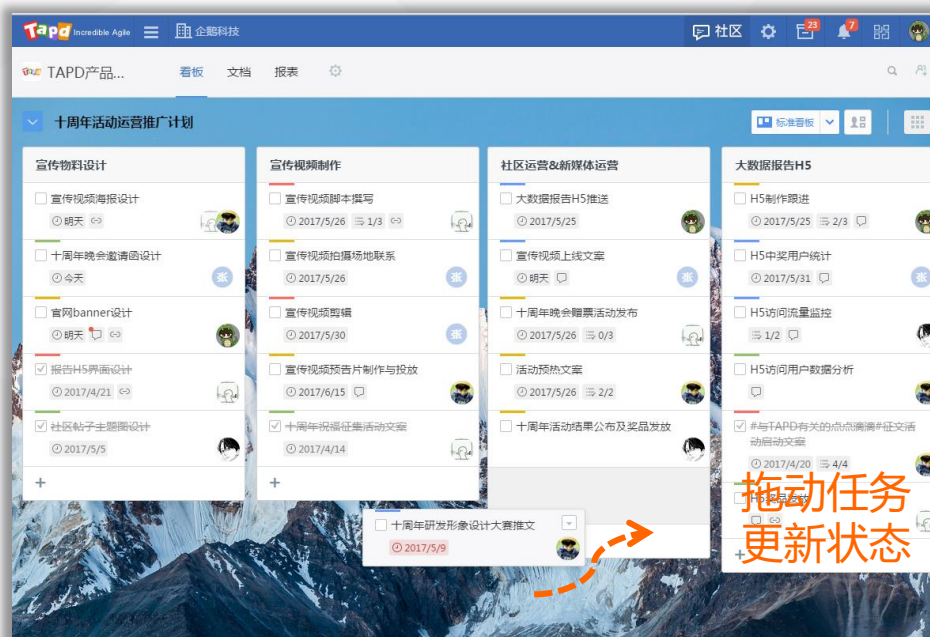 Tapd Incredible Agile
企鹅科技
社区
23
7
TAPD产品...
看板
文档
报表
十周年活动运营推广计划
标准看板
宣传物料设计
宣传视频海报设计
明天
十周年晚会邀请函设计
今天
张
官网banner设计
明天
报告H5界面设计
2017/4/21
社区帖子主题图设计
2017/5/5
+
宣传视频制作
宣传视频脚本撰写
2017/5/26 1/3
宣传视频拍摄场地联系
2017/5/26
张
宣传视频剪辑
2017/5/30
张
宣传视频预告片制作与投放
2017/6/15
十周年祝福征集活动文案
2017/4/14
+
社区运营&新媒体运营
大数据报告H5推送
2017/5/25
宣传视频上线文案
明天
张
十周年晚会赠票活动发布
2017/5/26 0/3
活动预热文案
2017/5/26 2/2
十周年活动结果公布及奖品发放
大数据报告H5
H5制作跟进
2017/5/25 2/3
H5中奖用户统计
2017/5/31
张
H5访问流量监控
1/2
H5访问用户数据分析
#与TAPD有关的点点滴滴#征文活
动启动文案
2017/4/20 4/4
+
十周年研发形象设计大赛推文
2017/5/9
拖动任务
更新状态